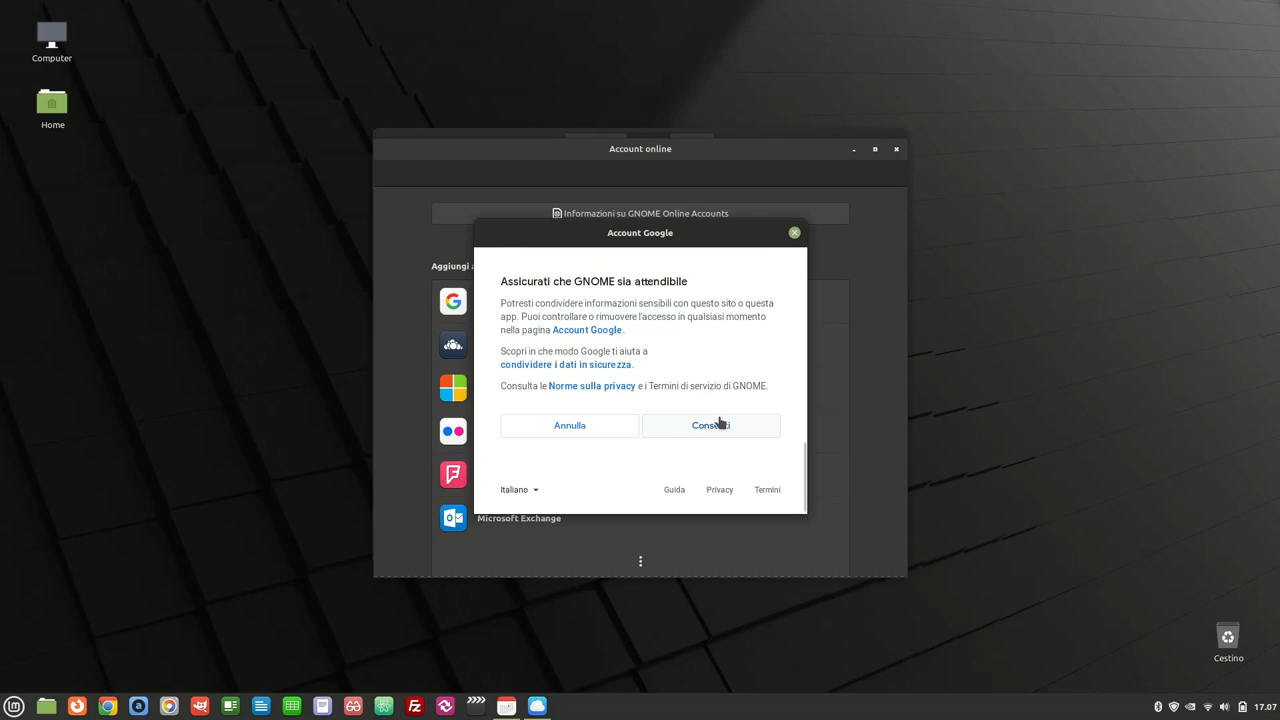 Computer
Home
Account online
Informazioni su GNOME Online Accounts
Account Google
Aggiungi
Assicurati che GNOME sia attendibile
Potresti condividere informazioni sensibili con questo sito o questa
app. Puoi controllare o rimuovere l'accesso in qualsiasi momento
nella pagina Account Google.
Scopri in che modo Google ti aiuta a
condividere i dati in sicurezza.
Consulta le Norme sulla privacy e i Termini di servizio di GNOME.
Annulla
Italiano
Guida
Privacy
Termini
Microsoft Exchange
Cestino
17.07